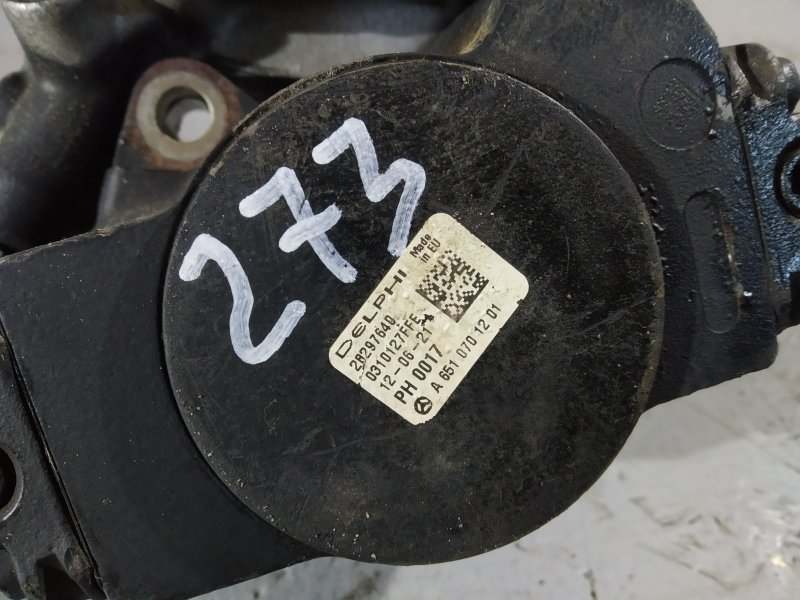 273
DELPHI
Made
in EU
28297640
0310127FFE
12-06-21
PH 0017
A 651 070 12 01